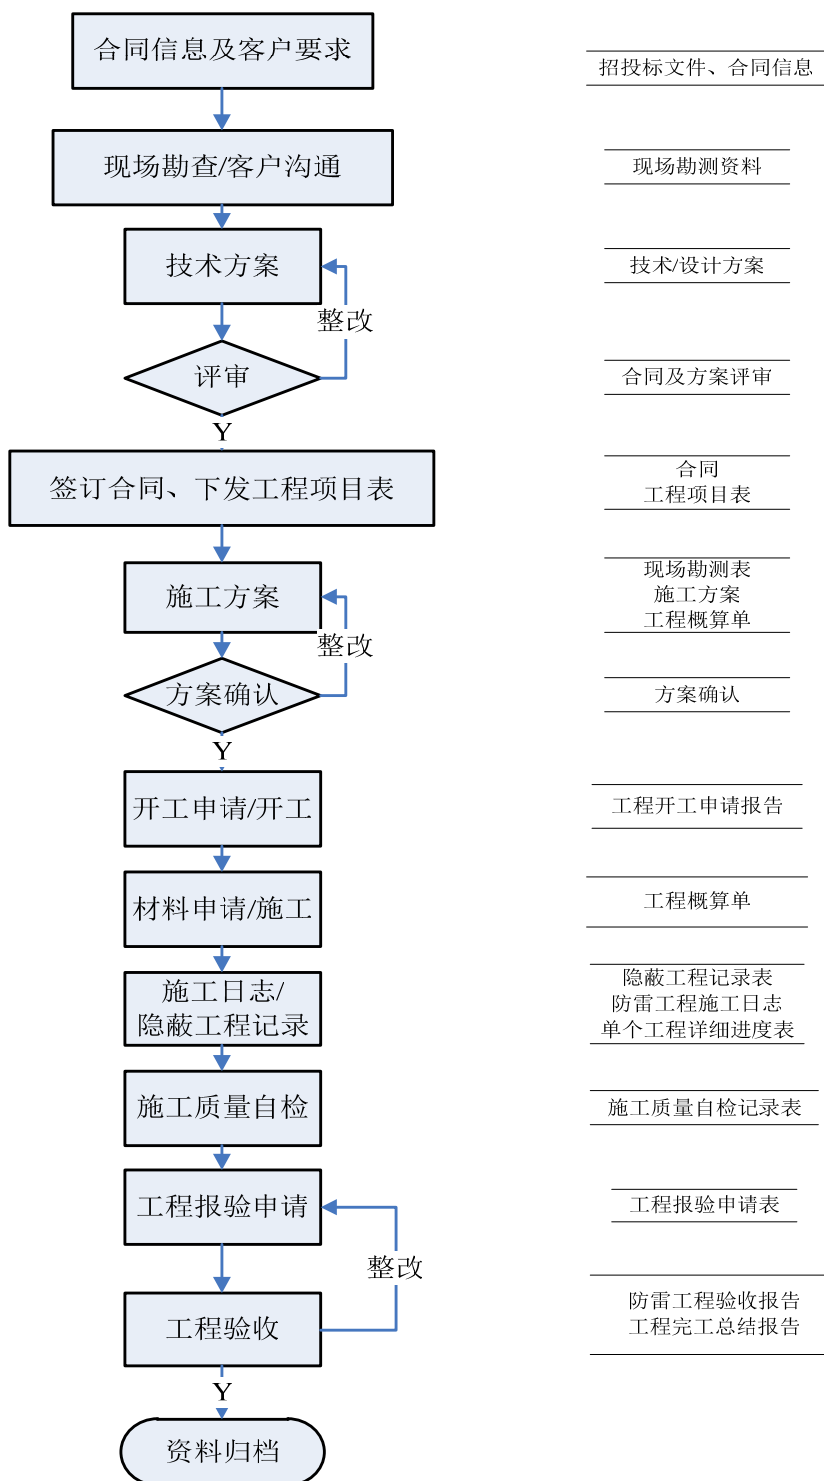 合同信息及客户要求
招投标文件、合同信息
现场勘查/客户沟通
现场勘测资料
技术方案
技术/设计方案
整改
评审
合同及方案评审
Y
签订合同、下发工程项目表
合同
工程项目表
施工方案
现场勘测表
施工方案
工程概算单
整改
方案确认
方案确认
Y
开工申请/开工
工程开工申请报告
材料申请/施工
工程概算单
施工日志/
隐蔽工程记录
隐蔽工程记录表
防雷工程施工日志
单个工程详细进度表
施工质量自检
施工质量自检记录表
工程报验申请
工程报验申请表
整改
工程验收
防雷工程验收报告
工程完工总结报告
Y
资料归档